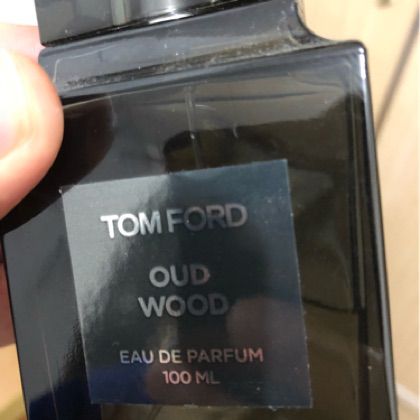 TOM FORD
OUD
WOOD
EAU DE PARFUM
100 ML